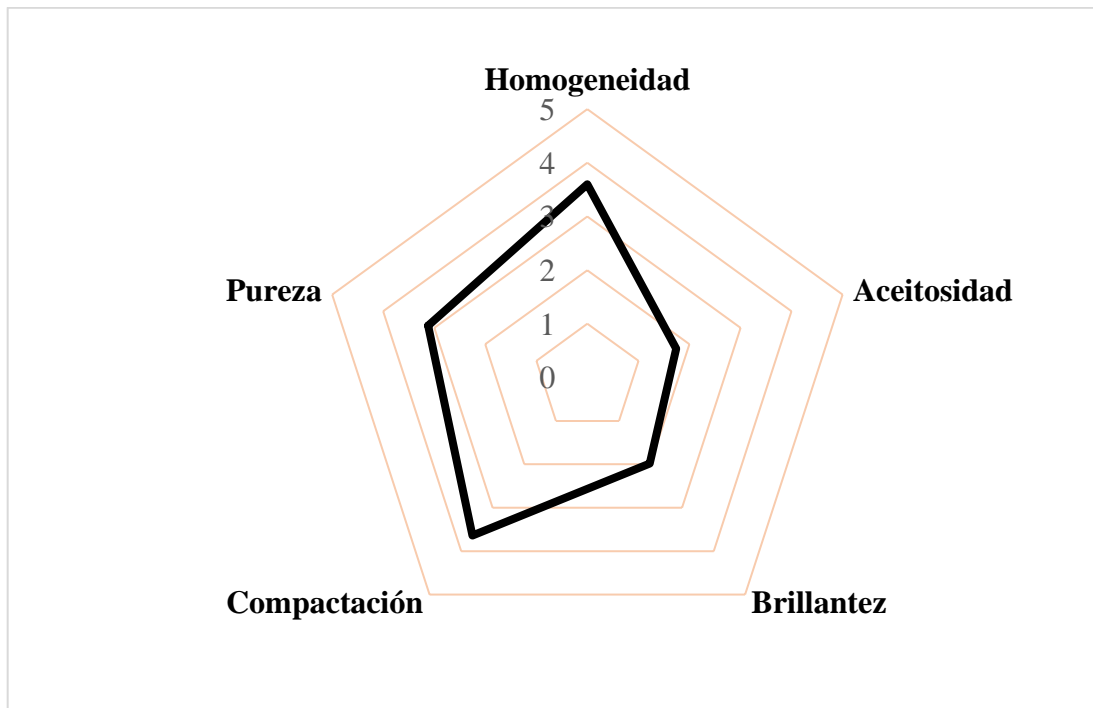 Homogeneidad
5
4
3
2
1
0
Pureza
Aceitosidad
Compactación
Brillantez